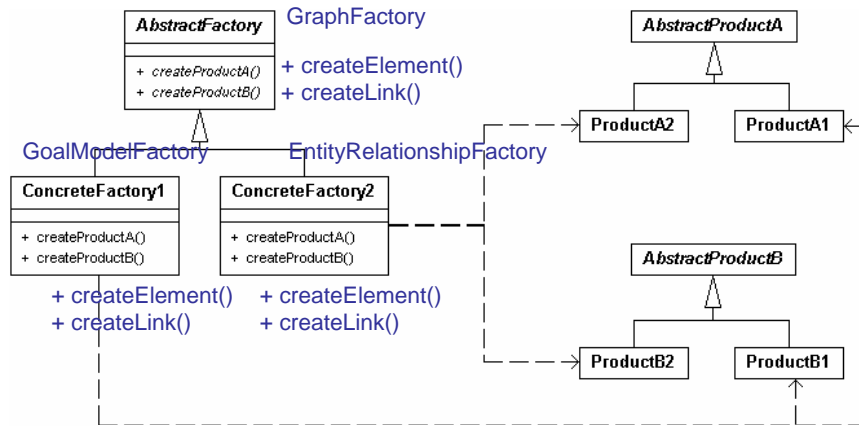 AbstractFactory
GraphFactory
+ createProductA()
+ createProductB()
+ createElement()
+ createLink()
AbstractProductA
ProductA2
ProductA1
GoalModelFactory
EntityRelationshipFactory
ConcreteFactory1
+ createProductA()
+ createProductB()
ConcreteFactory2
+ createProductA()
+ createProductB()
+ createElement()
+ createLink()
+ createElement()
+ createLink()
AbstractProductB
ProductB2
ProductB1